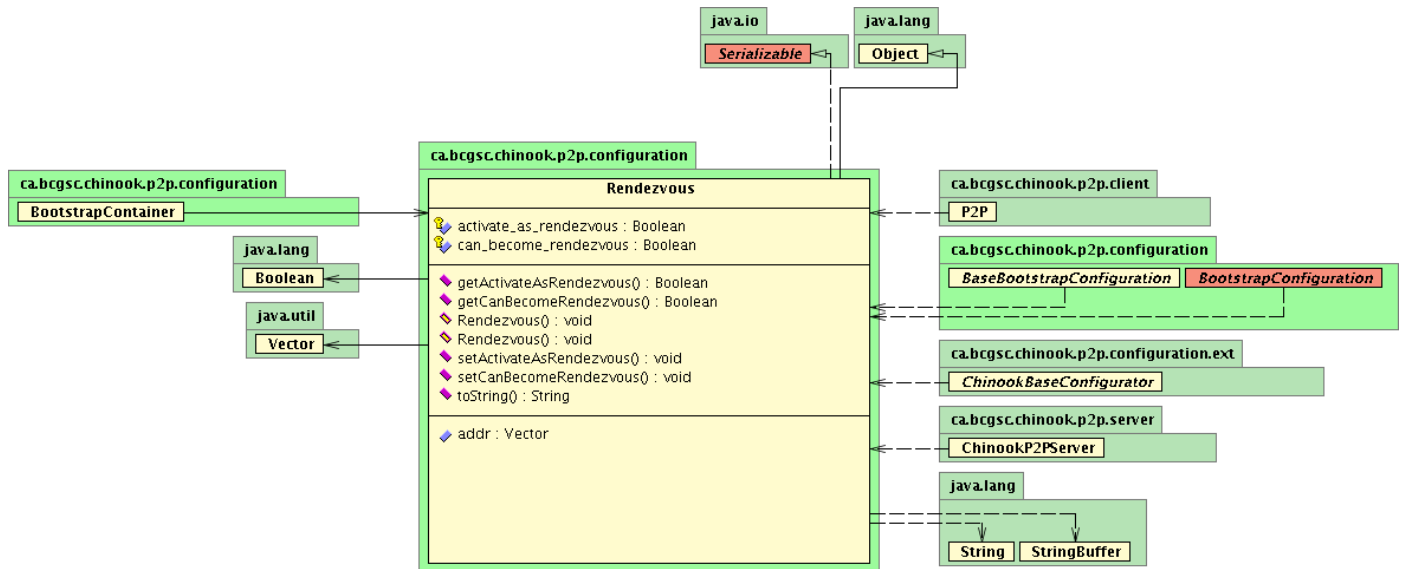 java.io
Serializable
java.lang
Object
ca.bcgsc.chinook.p2p.configuration
BootstrapContainer
java.lang
Boolean
java.util
Vector
ca.bcgsc.chinook.p2p.configuration
Rendezvous
activate_as_rendezvous : Boolean
can_become_rendezvous : Boolean
getActivateAsRendezvous() : Boolean
getCanBecomeRendezvous() : Boolean
Rendezvous() : void
Rendezvous() : void
setActivateAsRendezvous() : void
setCanBecomeRendezvous() : void
toString() : String
addr : Vector
ca.bcgsc.chinook.p2p.client
P2P
ca.bcgsc.chinook.p2p.configuration
BaseBootstrapConfiguration BootstrapConfiguration
ca.bcgsc.chinook.p2p.configuration.ext
ChinookBaseConfigurator
ca.bcgsc.chinook.p2p.server
ChinookP2PServer
java.lang
String StringBuffer